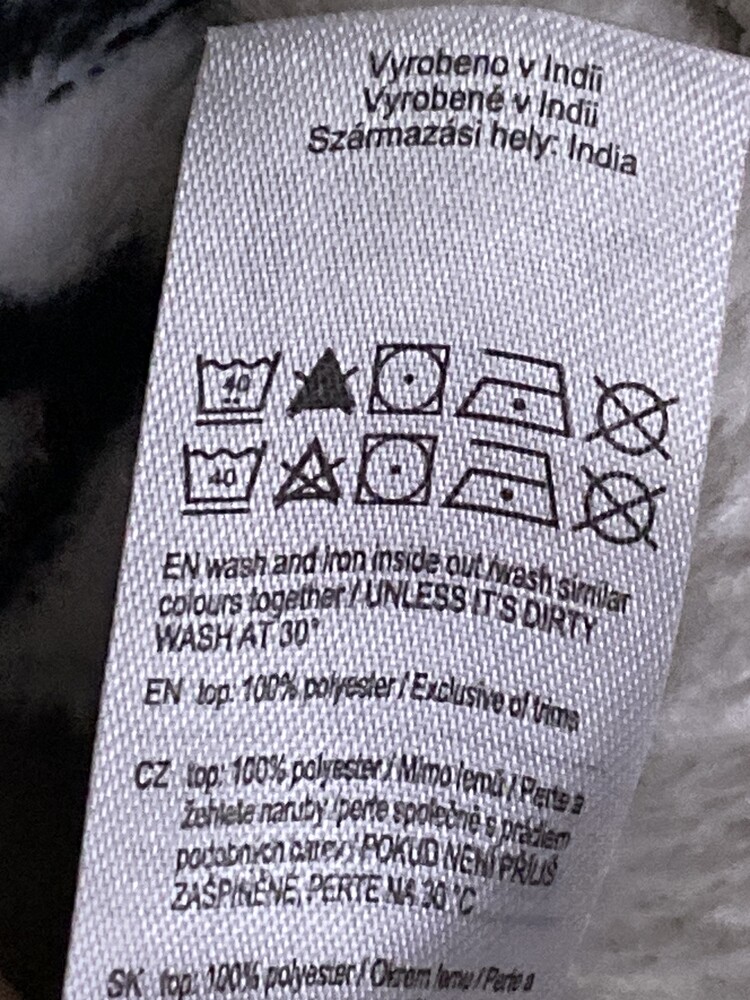 Vyrobeno v Indii
Vyrobené v Indii
Származási hely: India
40
40
EN wash and iron inside out /wash similar
colours together / UNLESS IT'S DIRTY
WASH AT 30°
EN top: 100% polyester / Exclusive of trims
CZ top: 100% polyester / Mimo lemů / Perte a
žehlete naruby /perte společně s prádlem
podobných barev / POKUD NENÍ PŘÍLIŠ
ZAŠPINĚNÉ, PERTE NA 30 °C
SK top: 100% polyester / Okrem lemu / Perte a